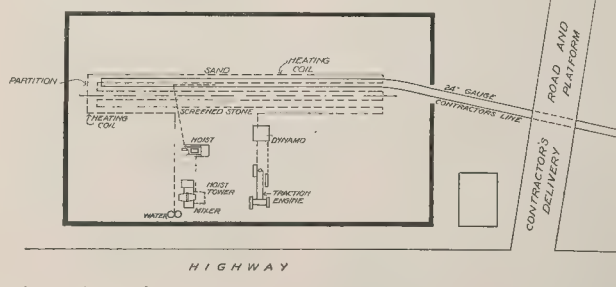 SAND
HEATING
COIL
PARTITION
24" GAUGE
CONTRACTORS LINE
ROAD AND
PLATFORM
HEATING
COIL
SCREENED STONE
HOIST
DYNAMO
HOIST
TOWER
MIXER
TRACTION
ENGINE
WATER
CONTRACTOR'S
DELIVERY
HIGHWAY